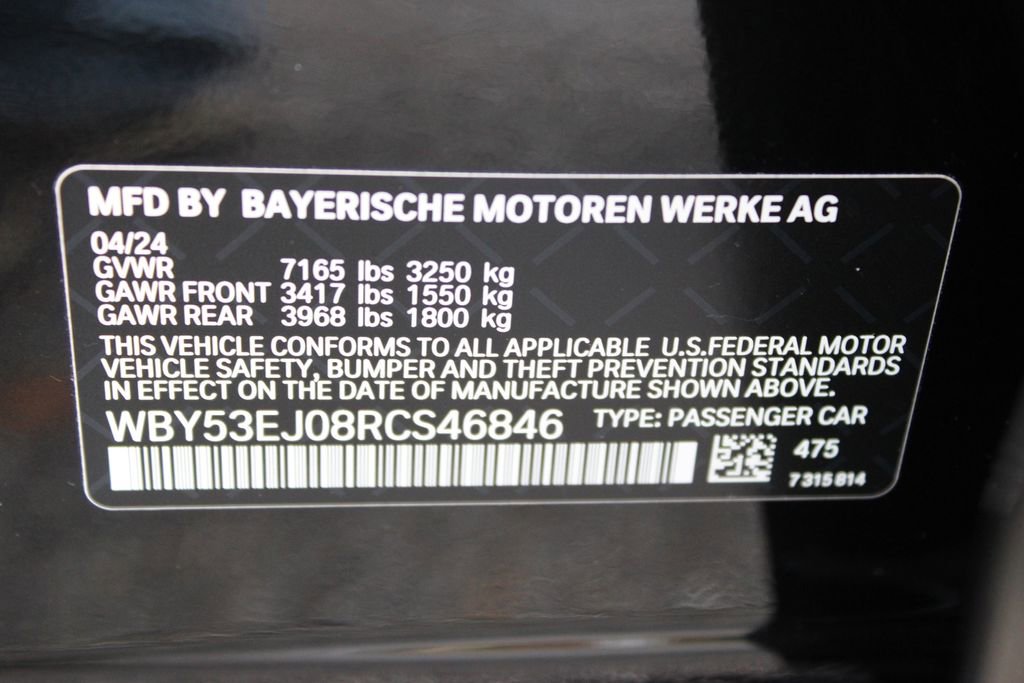 MFD BY BAYERISCHE MOTOREN WERKE AG
04/24
GVWR 7165 lbs 3250 kg
GAWR FRONT 3417 lbs 1550 kg
GAWR REAR 3968 lbs 1800 kg
THIS VEHICLE CONFORMS TO ALL APPLICABLE U.S.FEDERAL MOTOR
VEHICLE SAFETY, BUMPER AND THEFT PREVENTION STANDARDS
IN EFFECT ON THE DATE OF MANUFACTURE SHOWN ABOVE.
WBY53EJ08RCS46846 TYPE: PASSENGER CAR
475
7315814